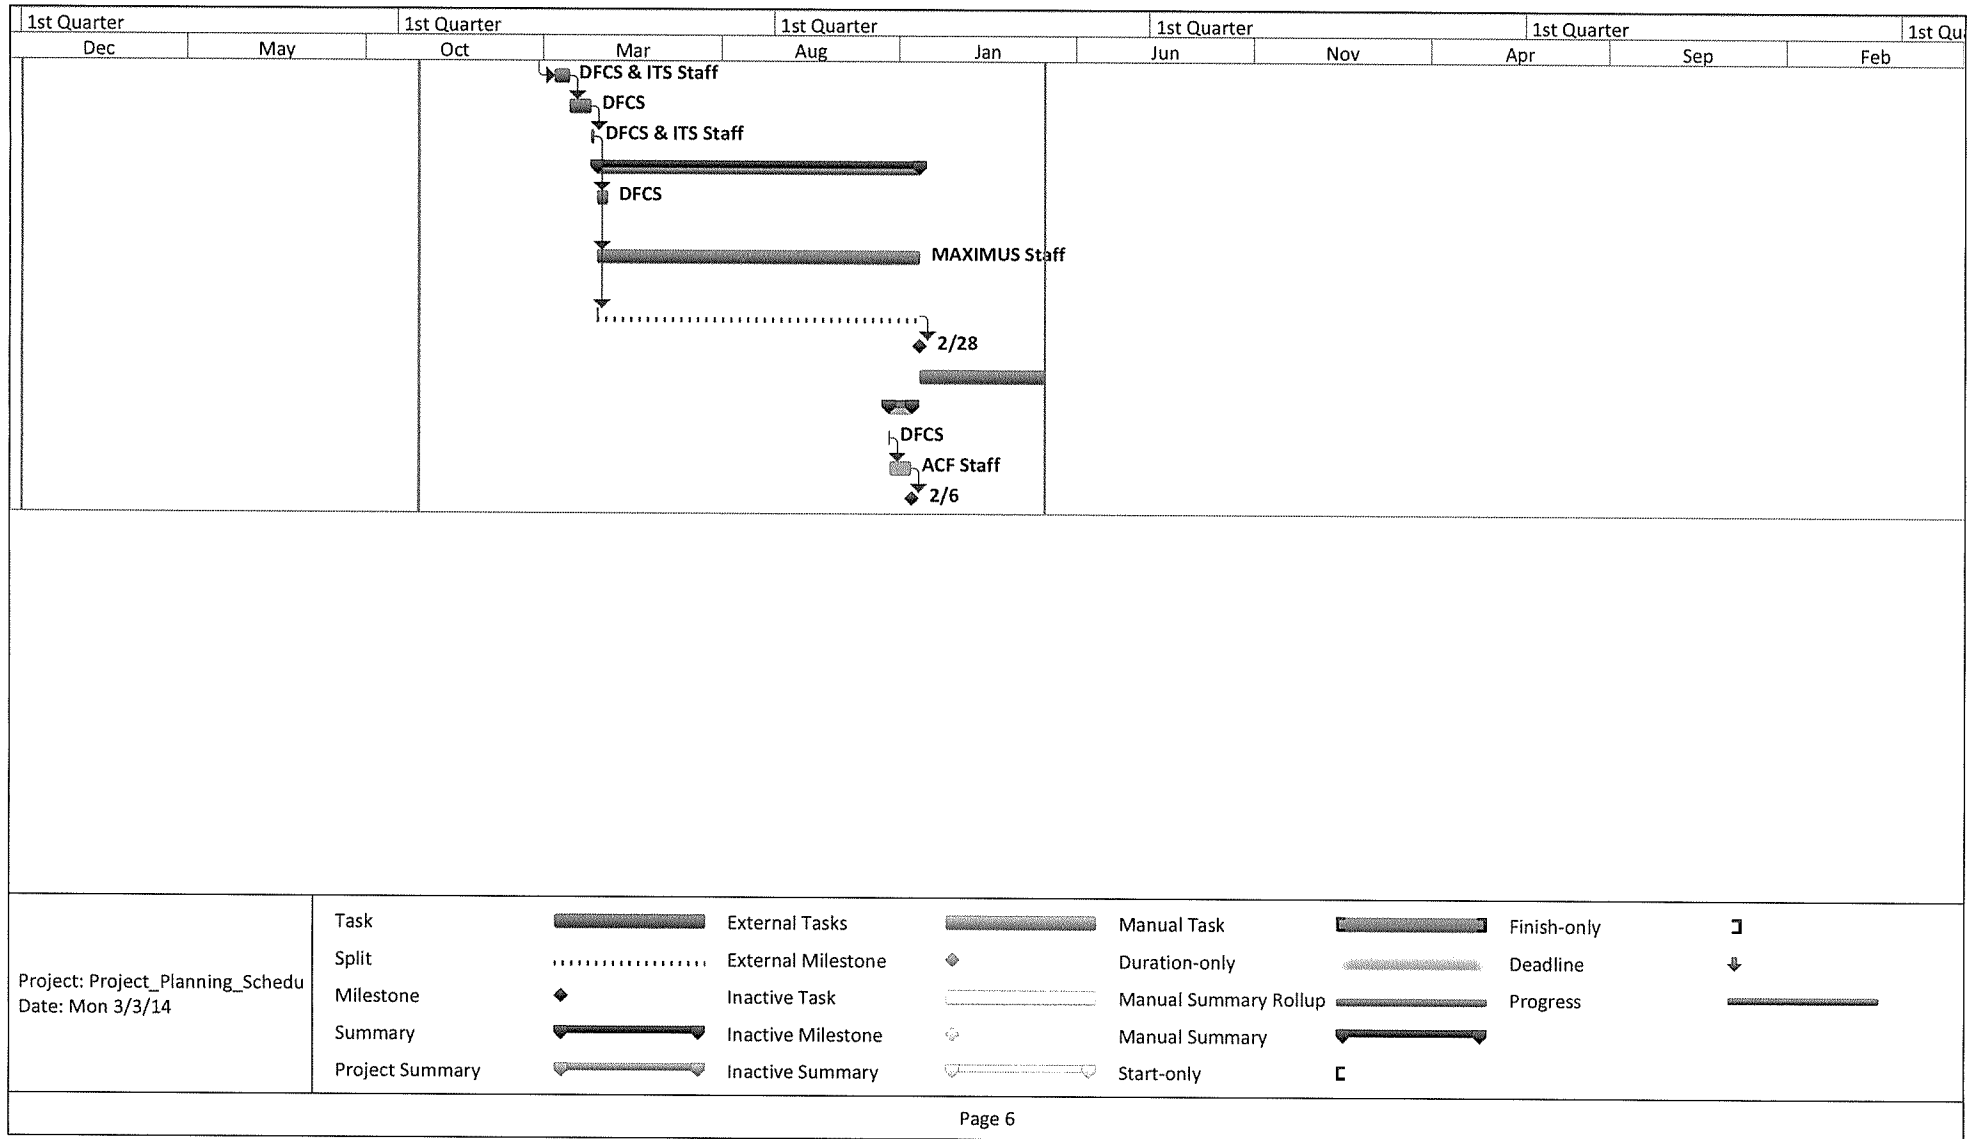 1st Quarter 1st Quarter 1st Quarter 1st Quarter 1st Quarter 1st Qu
Dec May Oct Mar Aug Jan Jun Nov Apr Sep Feb
DFCS & ITS Staff
DFCS
DFCS & ITS Staff
DFCS
MAXIMUS Staff
2/28
DFCS
ACF Staff
2/6
Project: Project_Planning_Schedu
Date: Mon 3/3/14
Task
Split
Milestone
Summary
Project Summary
External Tasks
External Milestone
Inactive Task
Inactive Milestone
Inactive Summary
Manual Task
Duration-only
Manual Summary Rollup
Manual Summary
Start-only
Finish-only
Deadline
Progress
Page 6